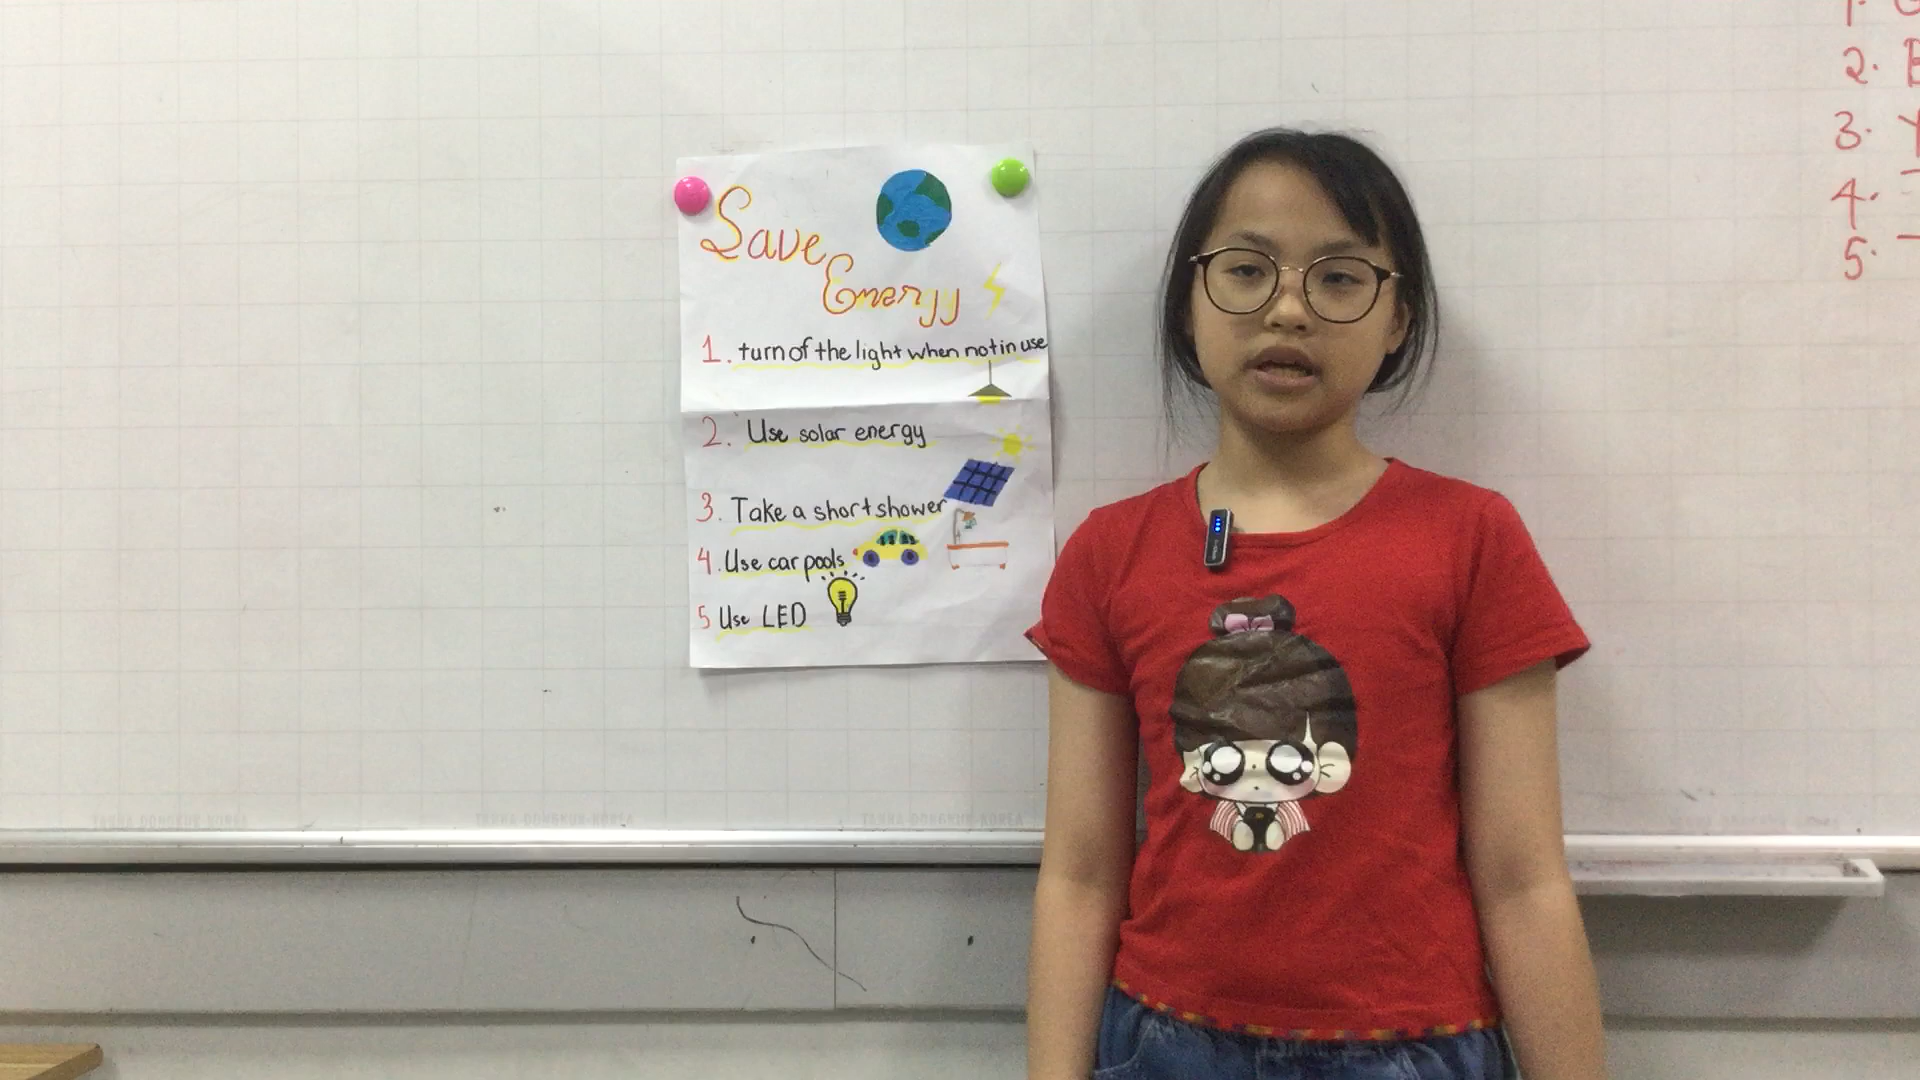 Save
Energy
1. turn of the light when not in use
2. Use solar energy
3. Take a short shower
4. Use car pools
5 Use LED
1.
2.
3.
4.
5.